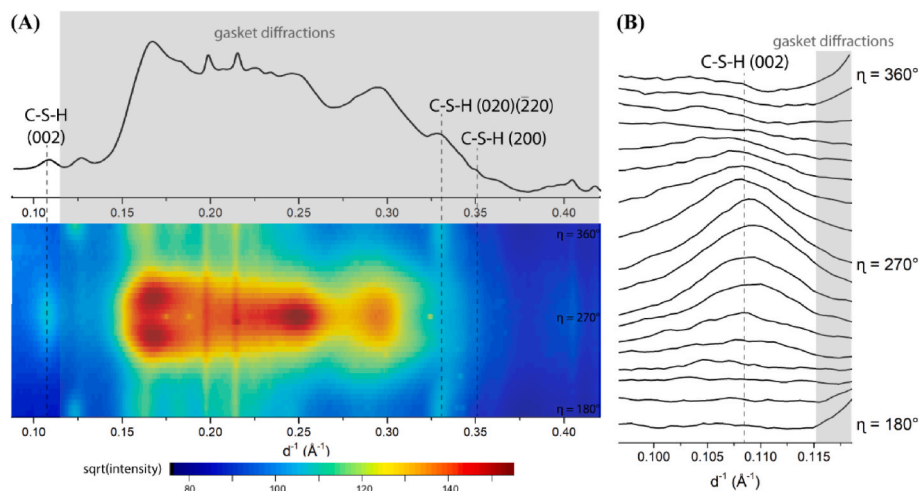 (A)
gasket diffractions
C-S-H
(002)
C-S-H (020)(2̅20)
C-S-H (200)
0.10 0.15 0.20 0.25 0.30 0.35 0.40
η = 360°
η = 270°
η = 180°
0.10 0.15 0.20 0.25 0.30 0.35 0.40
d⁻¹ (Å⁻¹)
sqrt(intensity)
80 100 120 140
(B)
gasket diffractions
C-S-H (002)
η = 360°
η = 270°
η = 180°
0.100 0.105 0.110 0.115
d⁻¹ (Å⁻¹)